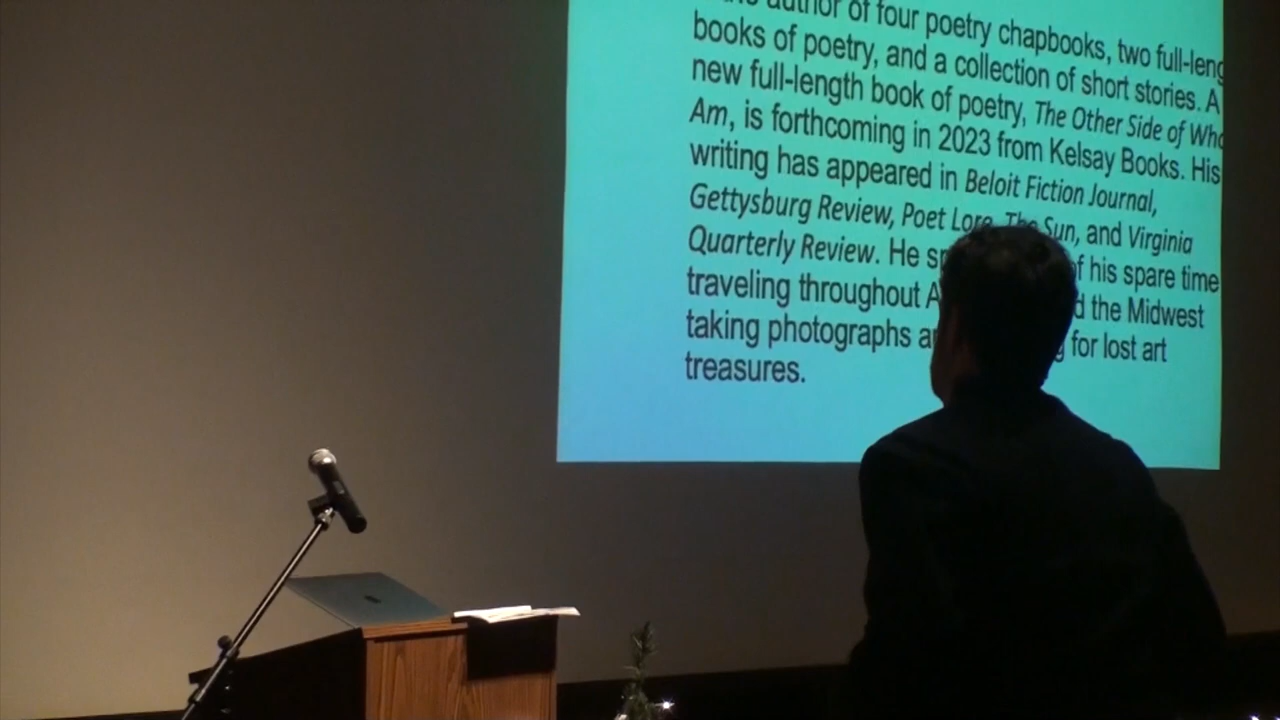 author of four poetry chapbooks, two full-leng
books of poetry, and a collection of short stories. A
new full-length book of poetry, The Other Side of Who
Am, is forthcoming in 2023 from Kelsay Books. His
writing has appeared in Beloit Fiction Journal,
Gettysburg Review, Poet Lore, The Sun, and Virginia
Quarterly Review. He sp of his spare time
traveling throughout A d the Midwest
taking photographs an g for lost art
treasures.